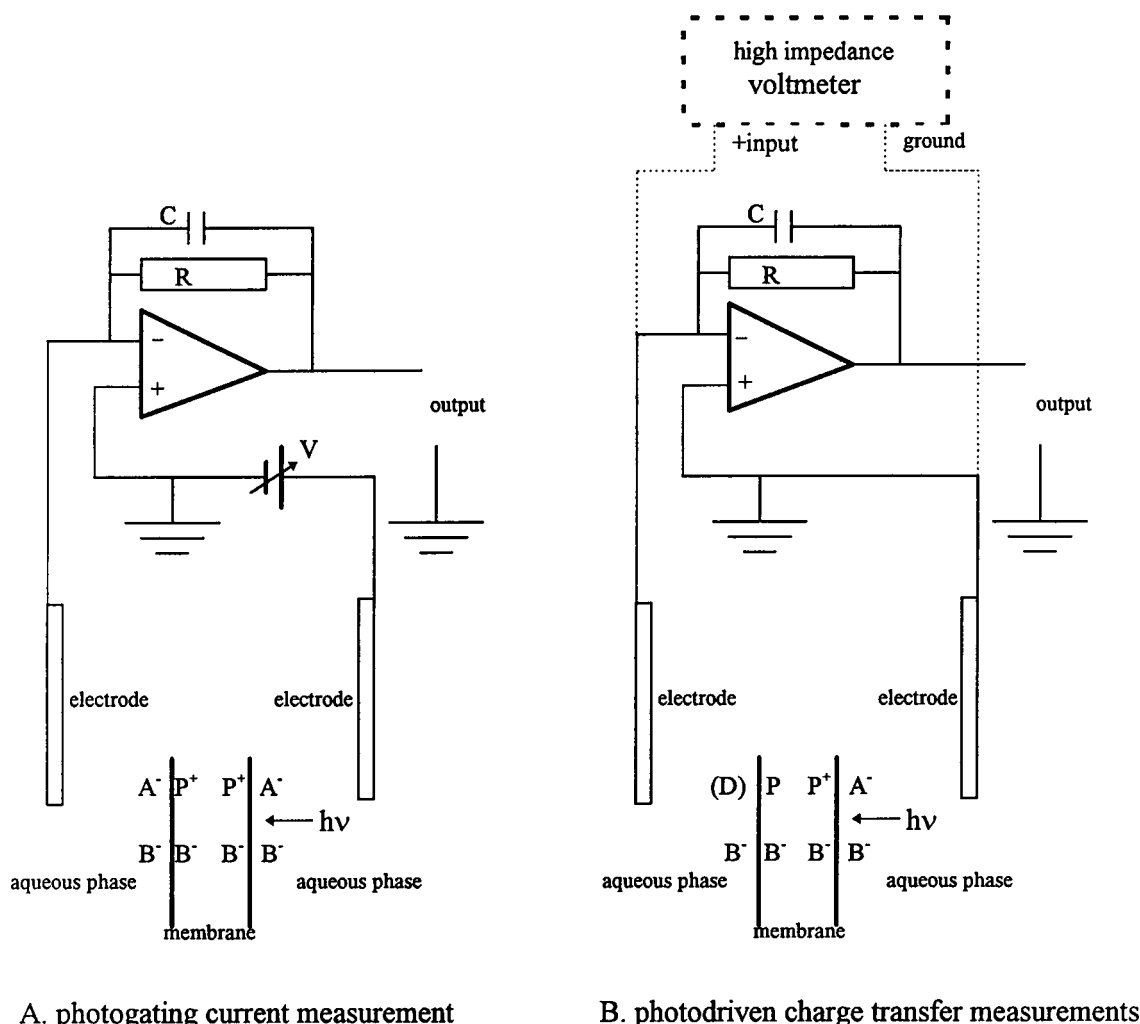 high impedance
voltmeter
+input
ground
C
R
−
+
V
output
electrode
electrode
A⁻ P⁺ P⁺ A⁻
hν
B⁻ B⁻ B⁻ B⁻
aqueous phase
aqueous phase
membrane
A. photogating current measurement
C
R
−
+
output
electrode
electrode
(D) P P⁺ A⁻
hν
B⁻ B⁻ B⁻ B⁻
aqueous phase
aqueous phase
membrane
B. photodriven charge transfer measurements